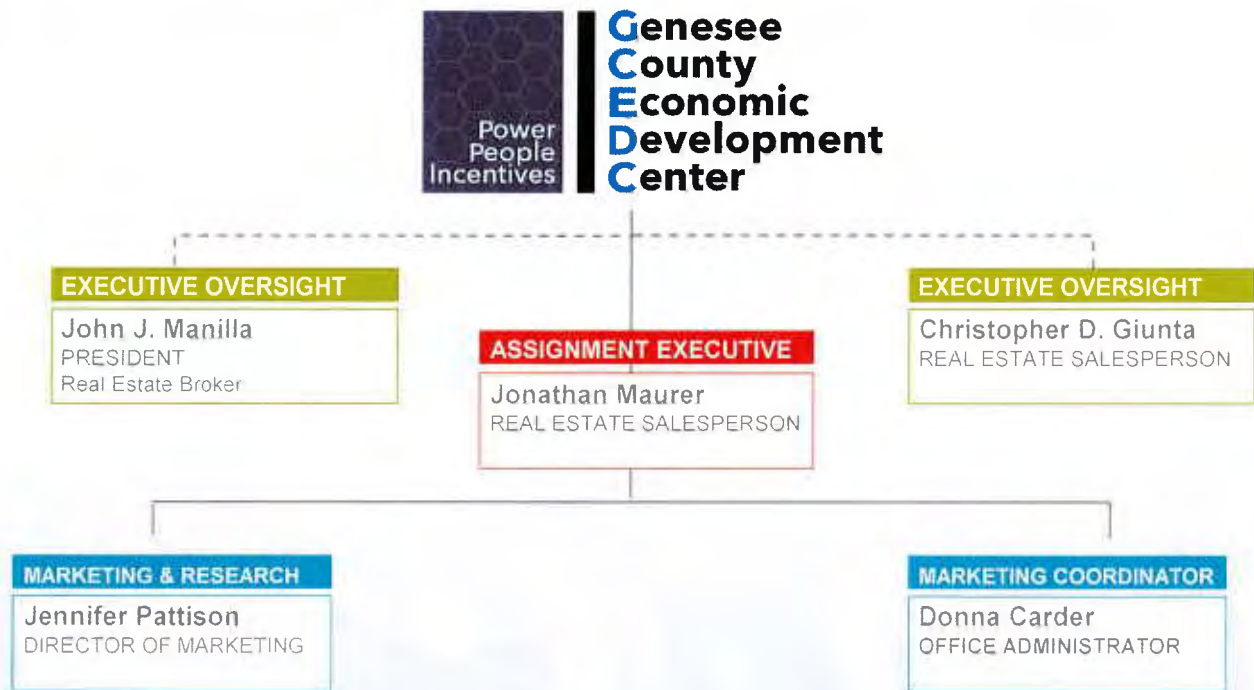 Power
People
Incentives
Genesee
County
Economic
Development
Center
EXECUTIVE OVERSIGHT
John J. Manilla
PRESIDENT
Real Estate Broker
ASSIGNMENT EXECUTIVE
Jonathan Maurer
REAL ESTATE SALESPERSON
EXECUTIVE OVERSIGHT
Christopher D. Giunta
REAL ESTATE SALESPERSON
MARKETING & RESEARCH
Jennifer Pattison
DIRECTOR OF MARKETING
MARKETING COORDINATOR
Donna Carder
OFFICE ADMINISTRATOR